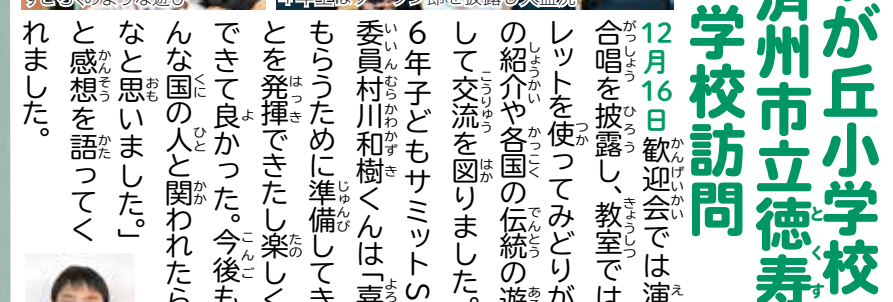 が丘小学校
済州市立徳寿
学校訪問
12月16日 歓迎会では演
合唱を披露し、教室では
レットを使ってみどりが
の紹介や各国の伝統の遊
して交流を図りました。
6年子どもサミットS
委員村川和樹くんは「喜
もらうために準備してき
とを発揮できたし楽しく
できて良かった。今後も
んな国の人と関われたら
なと思いました。」
と感想を語ってく
れました。